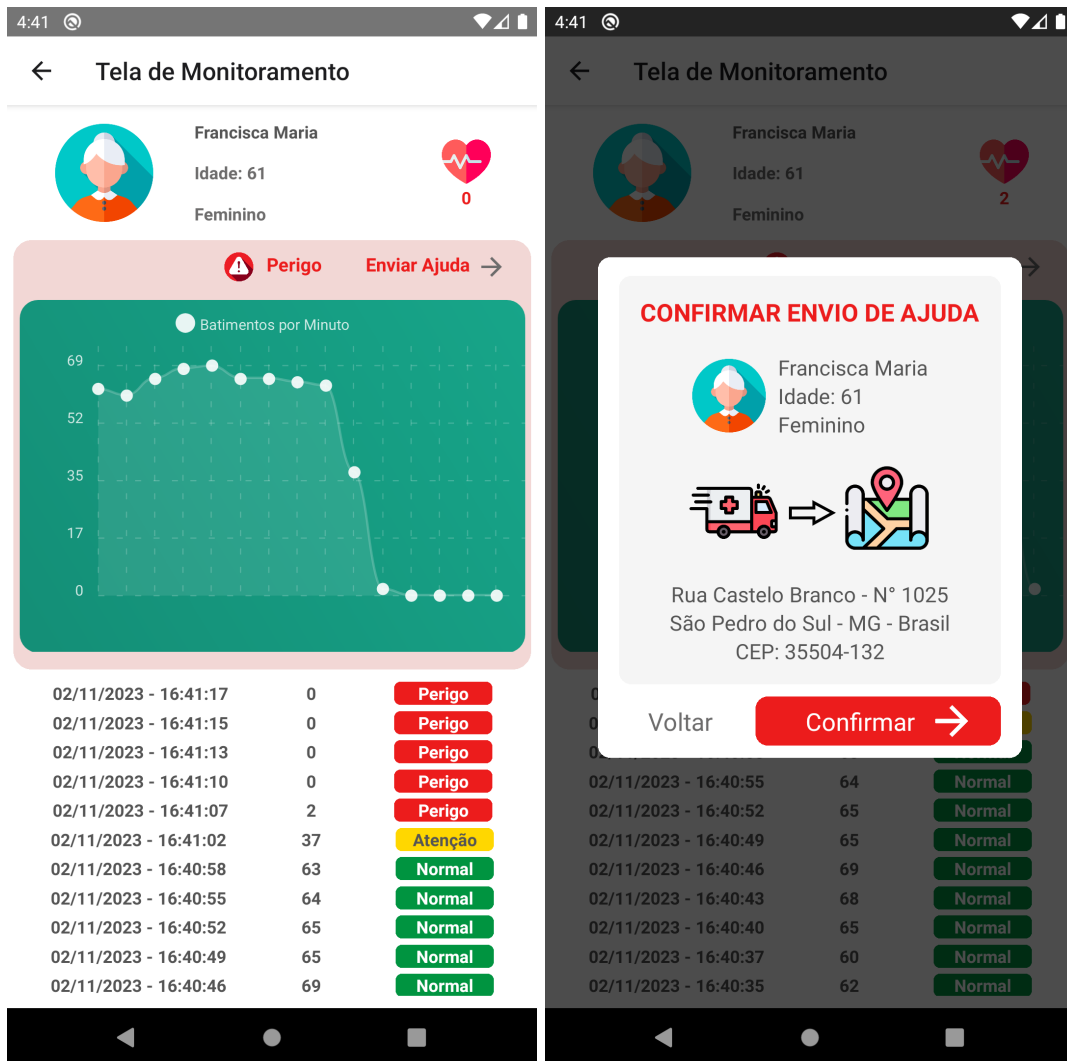 4:41
Tela de Monitoramento
Francisca Maria
Idade: 61
Feminino
0
Perigo
Enviar Ajuda
Batimentos por Minuto
69
52
35
17
0
02/11/2023 - 16:41:17 0 Perigo
02/11/2023 - 16:41:15 0 Perigo
02/11/2023 - 16:41:13 0 Perigo
02/11/2023 - 16:41:10 0 Perigo
02/11/2023 - 16:41:07 2 Perigo
02/11/2023 - 16:41:02 37 Atenção
02/11/2023 - 16:40:58 63 Normal
02/11/2023 - 16:40:55 64 Normal
02/11/2023 - 16:40:52 65 Normal
02/11/2023 - 16:40:49 65 Normal
02/11/2023 - 16:40:46 69 Normal
4:41
Tela de Monitoramento
Francisca Maria
Idade: 61
Feminino
2
CONFIRMAR ENVIO DE AJUDA
Francisca Maria
Idade: 61
Feminino
Rua Castelo Branco - N° 1025
São Pedro do Sul - MG - Brasil
CEP: 35504-132
Voltar
Confirmar
02/11/2023 - 16:40:55 64 Normal
02/11/2023 - 16:40:52 65 Normal
02/11/2023 - 16:40:49 65 Normal
02/11/2023 - 16:40:46 69 Normal
02/11/2023 - 16:40:43 68 Normal
02/11/2023 - 16:40:40 65 Normal
02/11/2023 - 16:40:37 60 Normal
02/11/2023 - 16:40:35 62 Normal